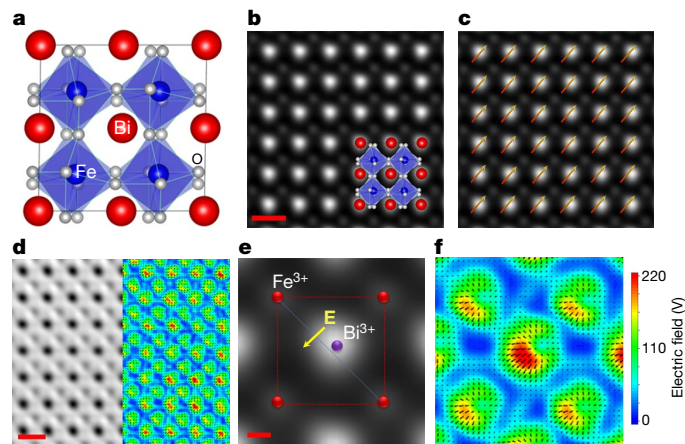 a
b
c
Bi
Fe
O
d
e
f
Fe³⁺
E
Bi³⁺
220
110
0
Electric field (V)